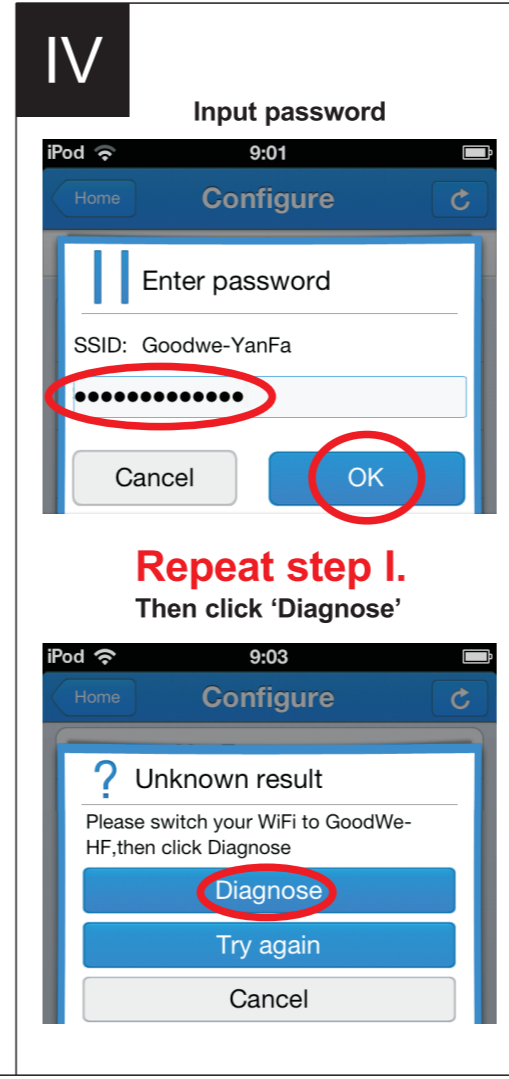 IV
Input password
iPod 9:01
Home Configure
Enter password
SSID: Goodwe-YanFa
•••••••••••••
Cancel OK
Repeat step I.
Then click ‘Diagnose’
iPod 9:03
Home Configure
? Unknown result
Please switch your WiFi to GoodWe-
HF,then click Diagnose
Diagnose
Try again
Cancel